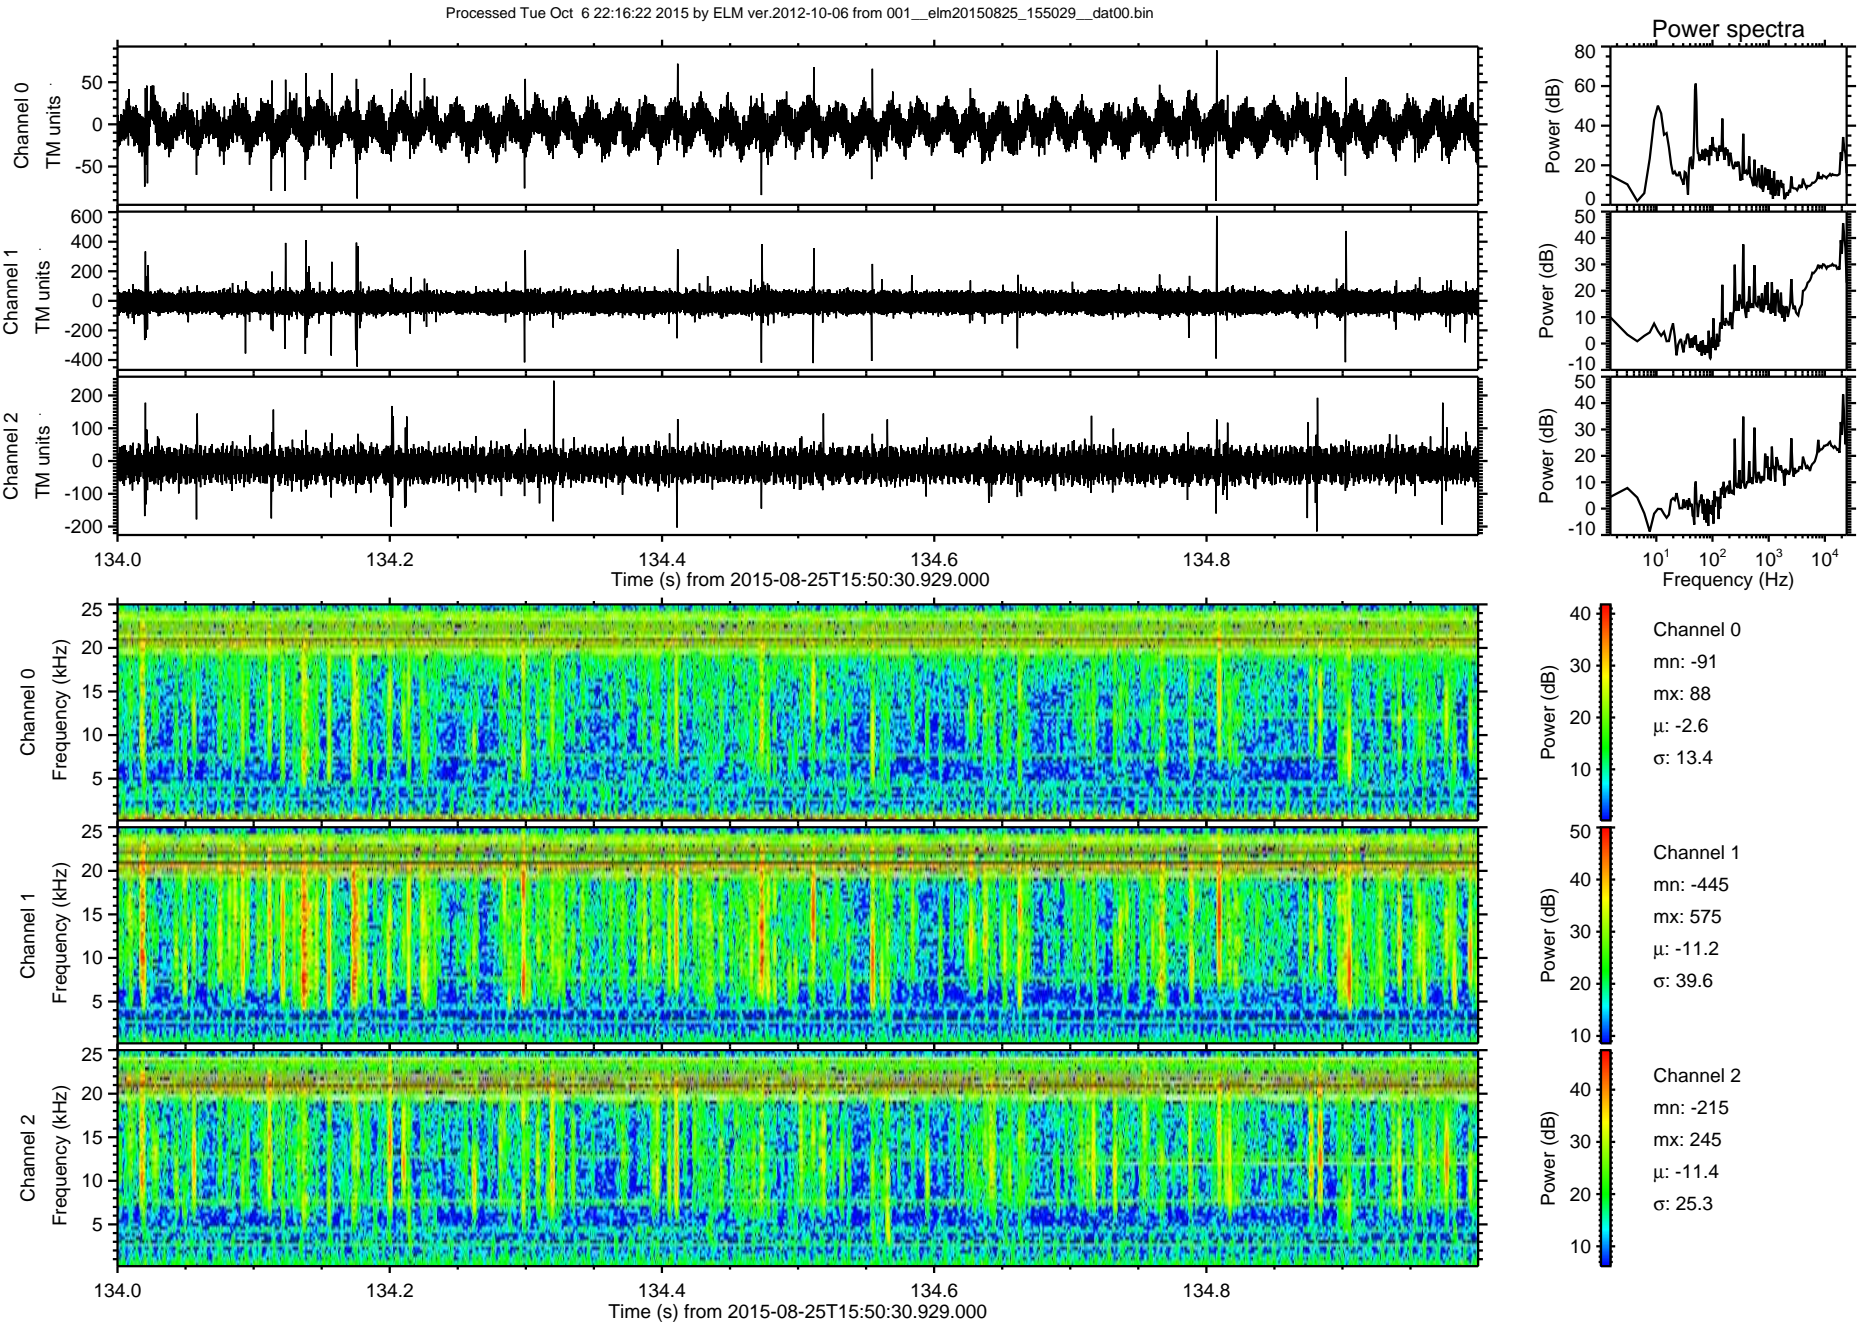 Processed Tue Oct  6 22:16:22 2015 by ELM ver.2012-10-06 from 001__elm20150825_155029__dat00.bin
Power spectra
Channel 0
TM units
50
0
-50
Power (dB)
80
60
40
20
0
Channel 1
TM units
600
400
200
0
-200
-400
Power (dB)
50
40
30
20
10
0
-10
Channel 2
TM units
200
100
0
-100
-200
Power (dB)
50
40
30
20
10
0
-10
134.0 134.2 134.4 134.6 134.8
Time (s) from 2015-08-25T15:50:30.929.000
10¹ 10² 10³ 10⁴
Frequency (Hz)
Channel 0
Frequency (kHz)
25
20
15
10
5
Power (dB)
40
30
20
10
Channel 0
mn: -91
mx: 88
μ: -2.6
σ: 13.4
Channel 1
Frequency (kHz)
25
20
15
10
5
Power (dB)
50
40
30
20
10
Channel 1
mn: -445
mx: 575
μ: -11.2
σ: 39.6
Channel 2
Frequency (kHz)
25
20
15
10
5
Power (dB)
40
30
20
10
Channel 2
mn: -215
mx: 245
μ: -11.4
σ: 25.3
134.0 134.2 134.4 134.6 134.8
Time (s) from 2015-08-25T15:50:30.929.000